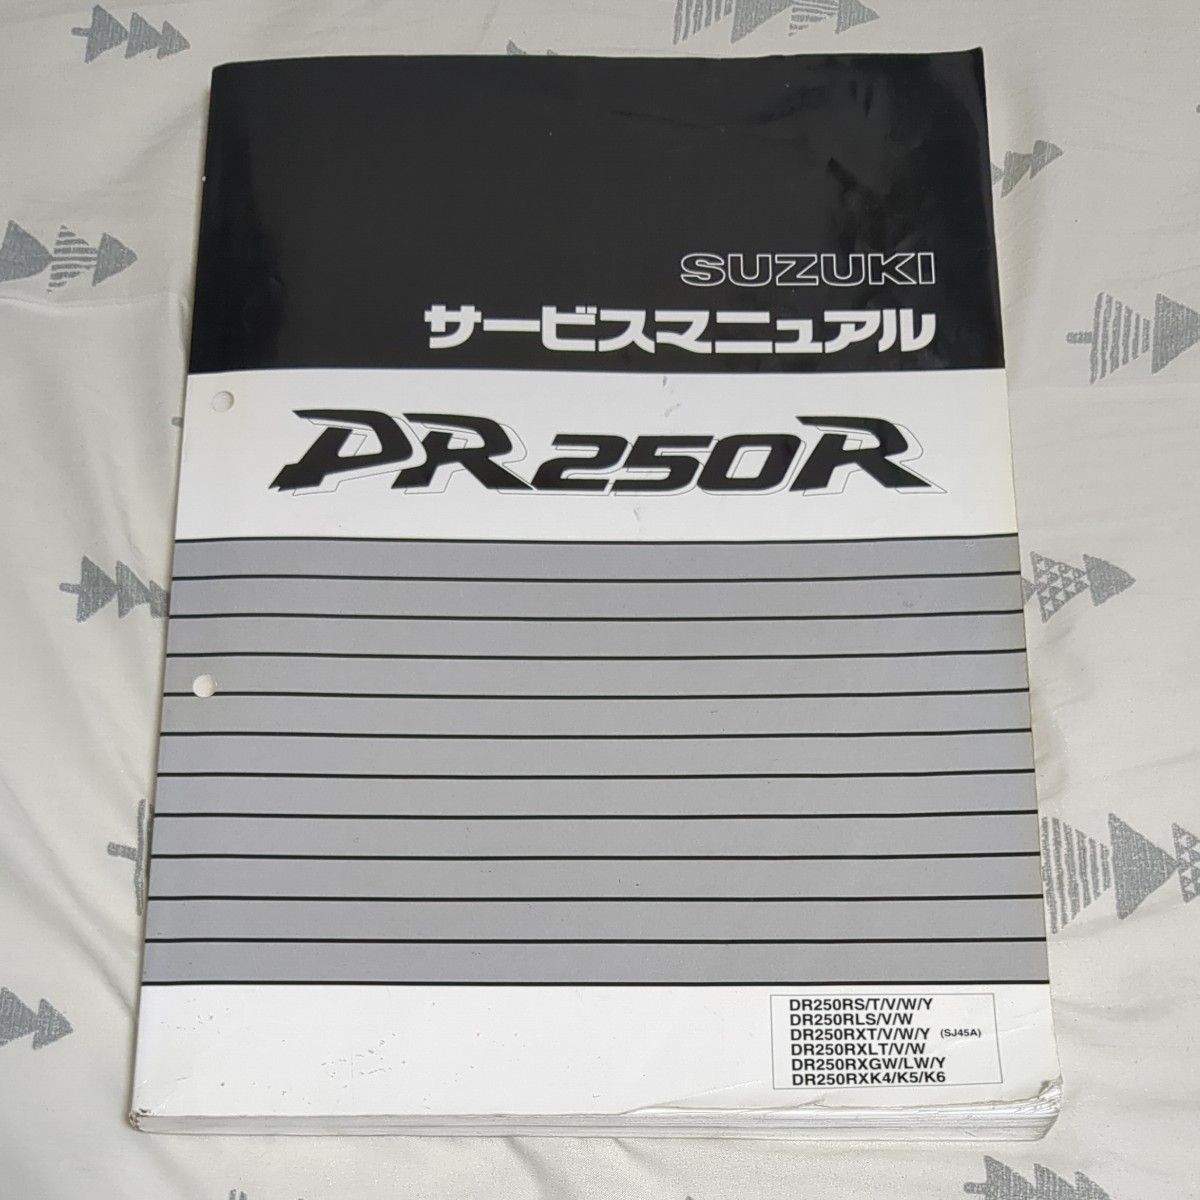 SUZUKI
サービスマニュアル
DR250R
DR250RS/T/V/W/Y
DR250RLS/V/W
DR250RXT/V/W/Y (SJ45A)
DR250RXLT/V/W
DR250RXGW/LW/Y
DR250RXK4/K5/K6